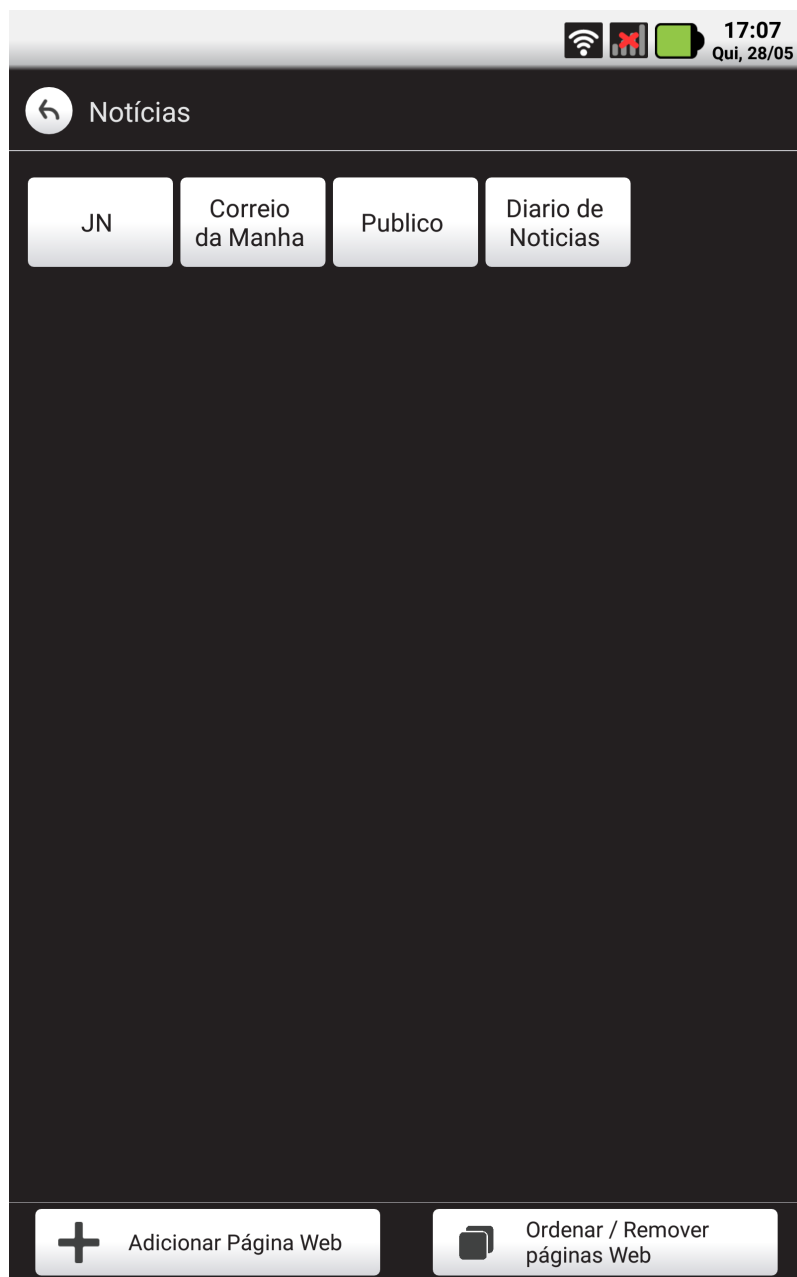 17:07
Qui, 28/05
Notícias
JN
Correio
da Manha
Publico
Diario de
Noticias
Adicionar Página Web
Ordenar / Remover
páginas Web